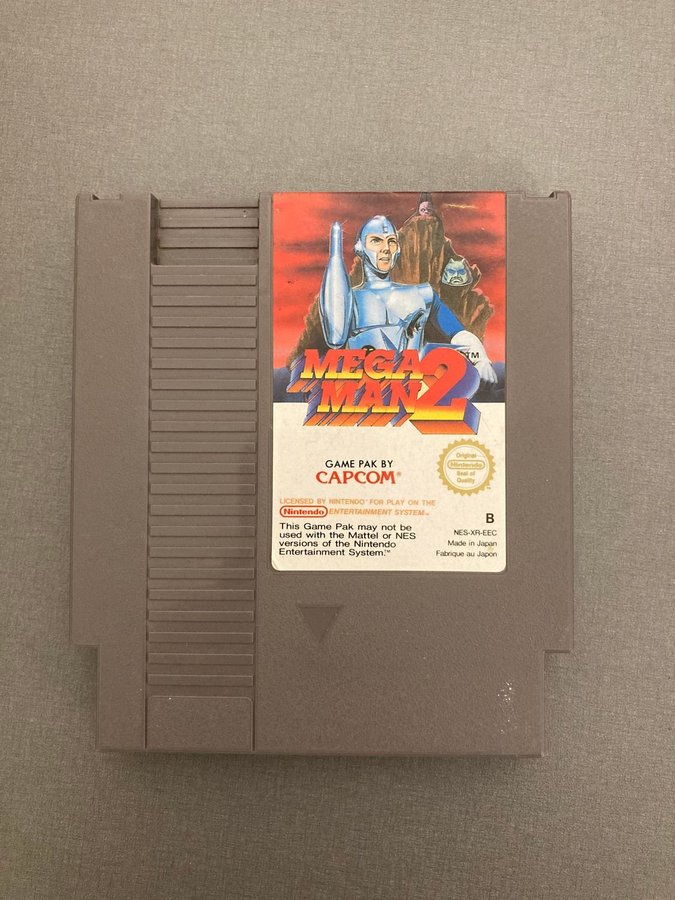 MEGA
MAN 2
TM
GAME PAK BY
CAPCOM®
Original
Nintendo
Seal of
Quality
LICENSED BY NINTENDO® FOR PLAY ON THE
Nintendo ENTERTAINMENT SYSTEM™
This Game Pak may not be
used with the Mattel or NES
versions of the Nintendo
Entertainment System.™
B
NES-XR-EEC
Made in Japan
Fabriqué au Japon